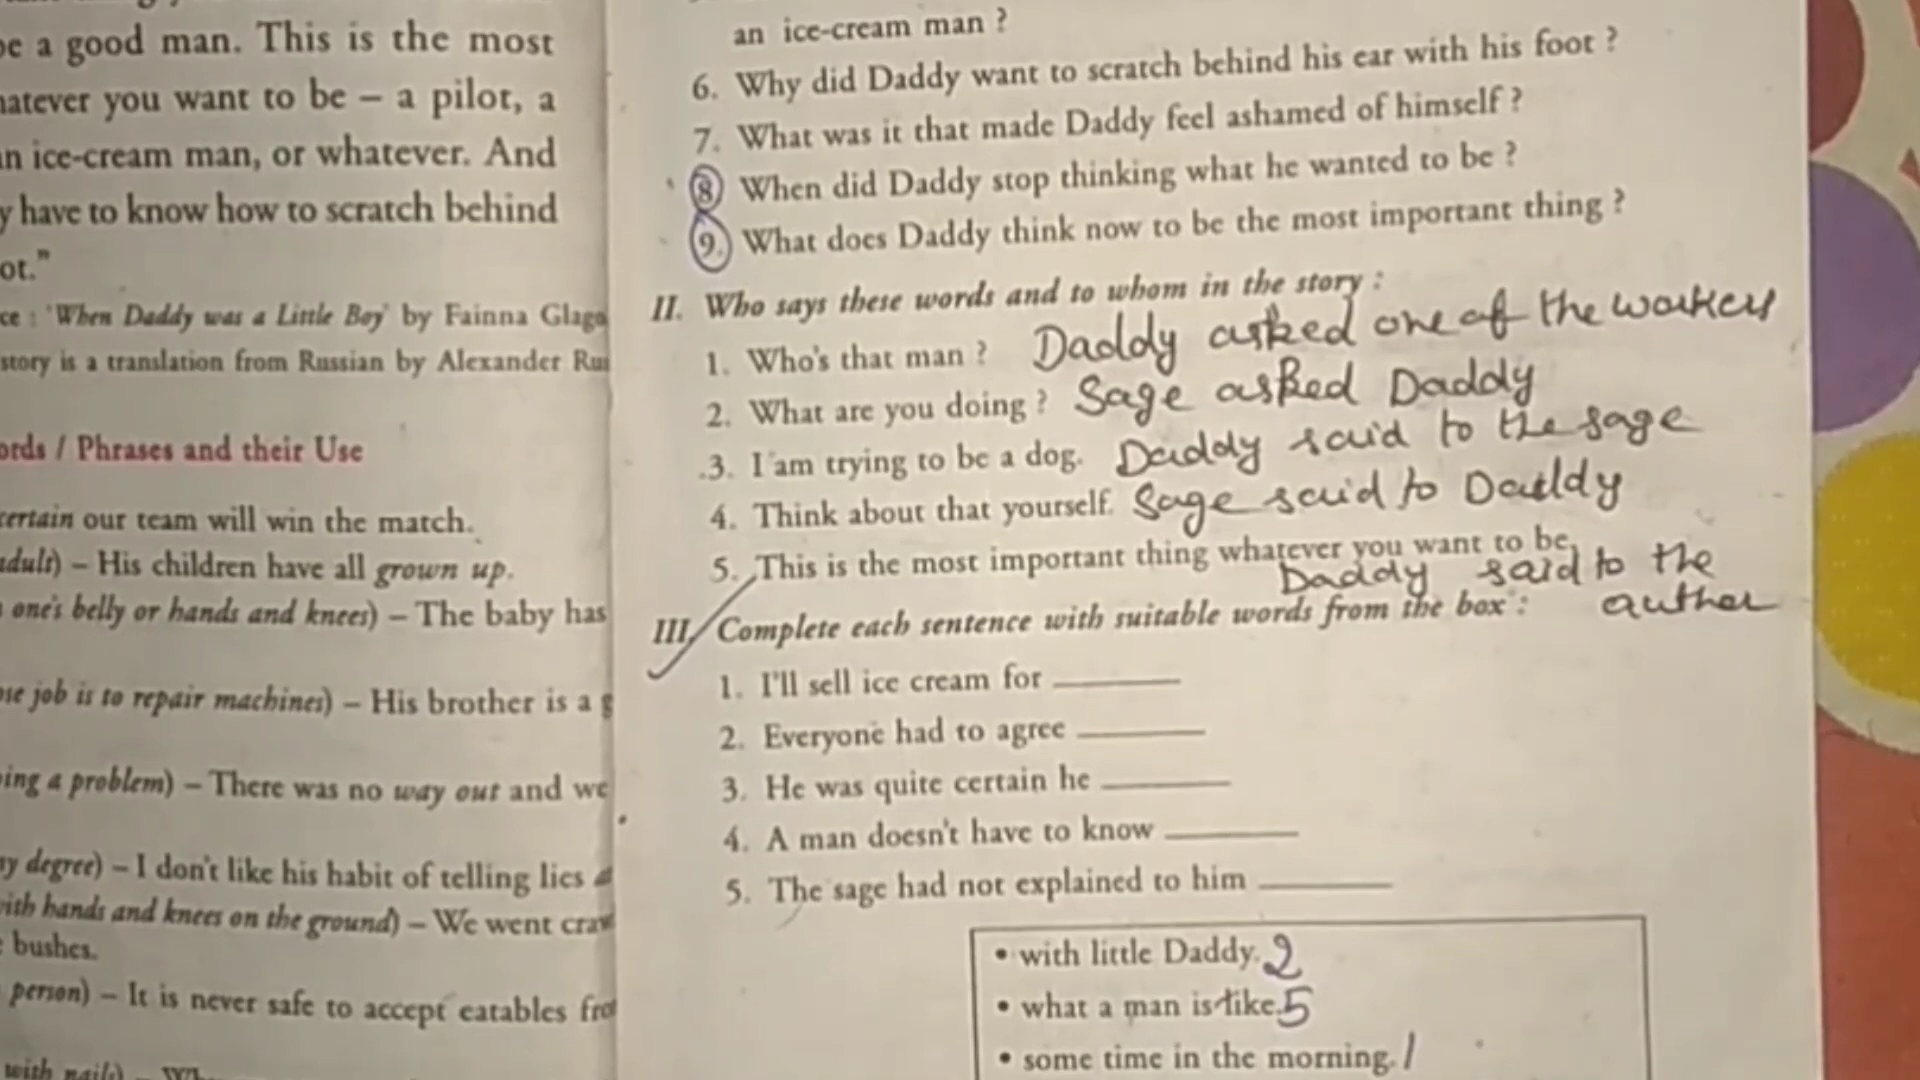 be a good man. This is the most
hatever you want to be – a pilot, a
an ice-cream man, or whatever. And
y have to know how to scratch behind
ot."
ce : 'When Daddy was a Little Boy' by Fainna Glago
story is a translation from Russian by Alexander Ru
ords / Phrases and their Use
certain our team will win the match.
adult) – His children have all grown up.
one's belly or hands and knees) – The baby has
ose job is to repair machines) – His brother is a g
ing a problem) – There was no way out and we
ny degree) – I don't like his habit of telling lies
with hands and knees on the ground) – We went craw
bushes.
person) – It is never safe to accept eatables fro
with nails)
an ice-cream man ?
6. Why did Daddy want to scratch behind his ear with his foot ?
7. What was it that made Daddy feel ashamed of himself ?
8 When did Daddy stop thinking what he wanted to be ?
9. What does Daddy think now to be the most important thing ?
II. Who says these words and to whom in the story :
1. Who's that man ? Daddy asked one of the workers
2. What are you doing ? Sage asked Daddy
3. I am trying to be a dog. Daddy said to the sage
4. Think about that yourself. Sage said to Daddy
5. This is the most important thing whatever you want to be.
Daddy said to the
author
III. Complete each sentence with suitable words from the box :
1. I'll sell ice cream for ______
2. Everyone had to agree ______
3. He was quite certain he ______
4. A man doesn't have to know ______
5. The sage had not explained to him ______
• with little Daddy. 2
• what a man is like. 5
• some time in the morning. 1